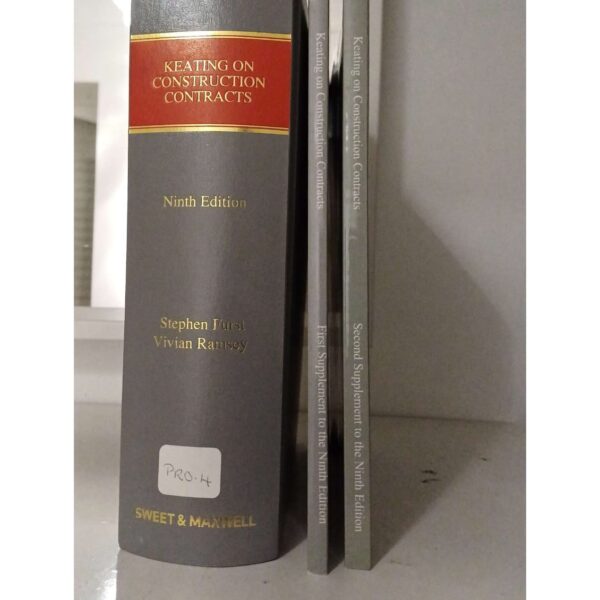 KEATING ON
CONSTRUCTION
CONTRACTS
Ninth Edition
Stephen Furst
Vivian Ramsey
PRO.4
SWEET & MAXWELL
Keating on Construction Contracts
First Supplement to the Ninth Edition
Keating on Construction Contracts
Second Supplement to the Ninth Edition